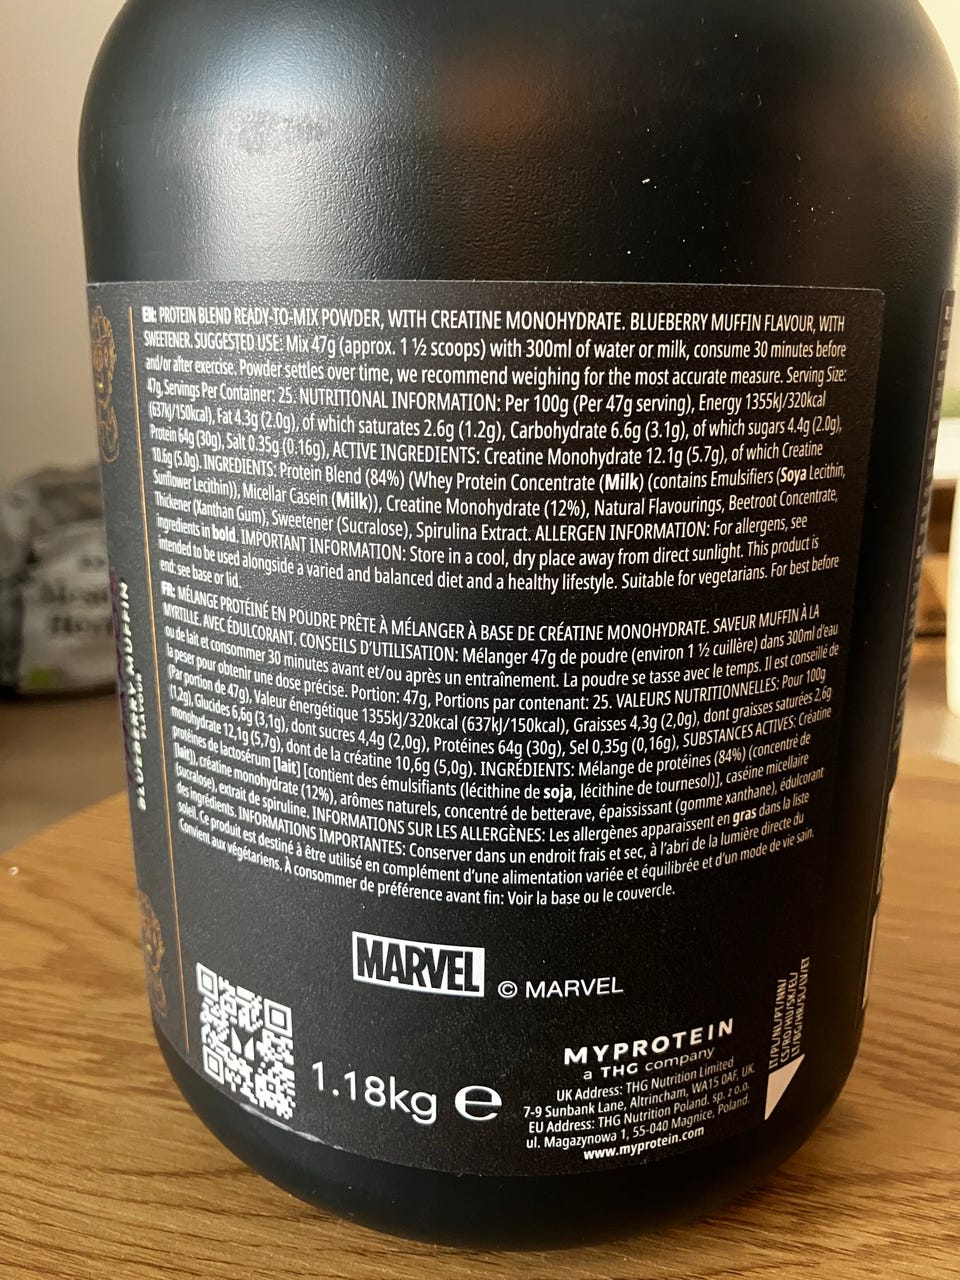 EN: PROTEIN BLEND READY-TO-MIX POWDER, WITH CREATINE MONOHYDRATE. BLUEBERRY MUFFIN FLAVOUR, WITH
SWEETENER. SUGGESTED USE: Mix 47g (approx. 1 ½ scoops) with 300ml of water or milk, consume 30 minutes before
and/or after exercise. Powder settles over time, we recommend weighing for the most accurate measure. Serving Size:
47g, Servings Per Container: 25. NUTRITIONAL INFORMATION: Per 100g (Per 47g serving), Energy 1355kJ/320kcal
(637kJ/150kcal), Fat 4.3g (2.0g), of which saturates 2.6g (1.2g), Carbohydrate 6.6g (3.1g), of which sugars 4.4g (2.0g),
Protein 64g (30g), Salt 0.35g (0.16g), ACTIVE INGREDIENTS: Creatine Monohydrate 12.1g (5.7g), of which Creatine
10.6g (5.0g). INGREDIENTS: Protein Blend (84%) (Whey Protein Concentrate (Milk) (contains Emulsifiers (Soya Lecithin,
Sunflower Lecithin)), Micellar Casein (Milk)), Creatine Monohydrate (12%), Natural Flavourings, Beetroot Concentrate,
Thickener (Xanthan Gum), Sweetener (Sucralose), Spirulina Extract. ALLERGEN INFORMATION: For allergens, see
ingredients in bold. IMPORTANT INFORMATION: Store in a cool, dry place away from direct sunlight. This product is
intended to be used alongside a varied and balanced diet and a healthy lifestyle. Suitable for vegetarians. For best before
end: see base or lid.
FR: MÉLANGE PROTÉINÉ EN POUDRE PRÊTE À MÉLANGER À BASE DE CRÉATINE MONOHYDRATE. SAVEUR MUFFIN À LA
MYRTILLE. AVEC ÉDULCORANT. CONSEILS D'UTILISATION: Mélanger 47g de poudre (environ 1 ½ cuillère) dans 300ml d'eau
ou de lait et consommer 30 minutes avant et/ou après un entraînement. La poudre se tasse avec le temps. Il est conseillé de
la peser pour obtenir une dose précise. Portion: 47g, Portions par contenant: 25. VALEURS NUTRITIONNELLES: Pour 100g
(Par portion de 47g), Valeur énergétique 1355kJ/320kcal (637kJ/150kcal), Graisses 4,3g (2,0g), dont graisses saturées 2,6g
(1,2g), Glucides 6,6g (3,1g), dont sucres 4,4g (2,0g), Protéines 64g (30g), Sel 0,35g (0,16g), SUBSTANCES ACTIVES: Créatine
monohydrate 12,1g (5,7g), dont de la créatine 10,6g (5,0g). INGRÉDIENTS: Mélange de protéines (84%) (concentré de
protéines de lactosérum [lait] [contient des émulsifiants (lécithine de soja, lécithine de tournesol)], caséine micellaire
[lait]), créatine monohydrate (12%), arômes naturels, concentré de betterave, épaississant (gomme xanthane), édulcorant
(sucralose), extrait de spiruline. INFORMATIONS SUR LES ALLERGÈNES: Les allergènes apparaissent en gras dans la liste
des ingrédients. INFORMATIONS IMPORTANTES: Conserver dans un endroit frais et sec, à l'abri de la lumière directe du
soleil. Ce produit est destiné à être utilisé en complément d'une alimentation variée et équilibrée et d'un mode de vie sain.
Convient aux végétariens. À consommer de préférence avant fin: Voir la base ou le couvercle.
BLUEBERRY MUFFIN
MARVEL
© MARVEL
1.18kg e
MYPROTEIN
a THG company
UK Address: THG Nutrition Limited
7-9 Sunbank Lane, Altrincham, WA15 0AF, UK.
EU Address: THG Nutrition Poland. sp. z o.o.
ul. Magazynowa 1, 55-040 Magnice, Poland.
www.myprotein.com
IT/PL/NL/PT/NN/
CS/RO/HU/SK/EL/
LT/BG/HR/SL/LV/ET